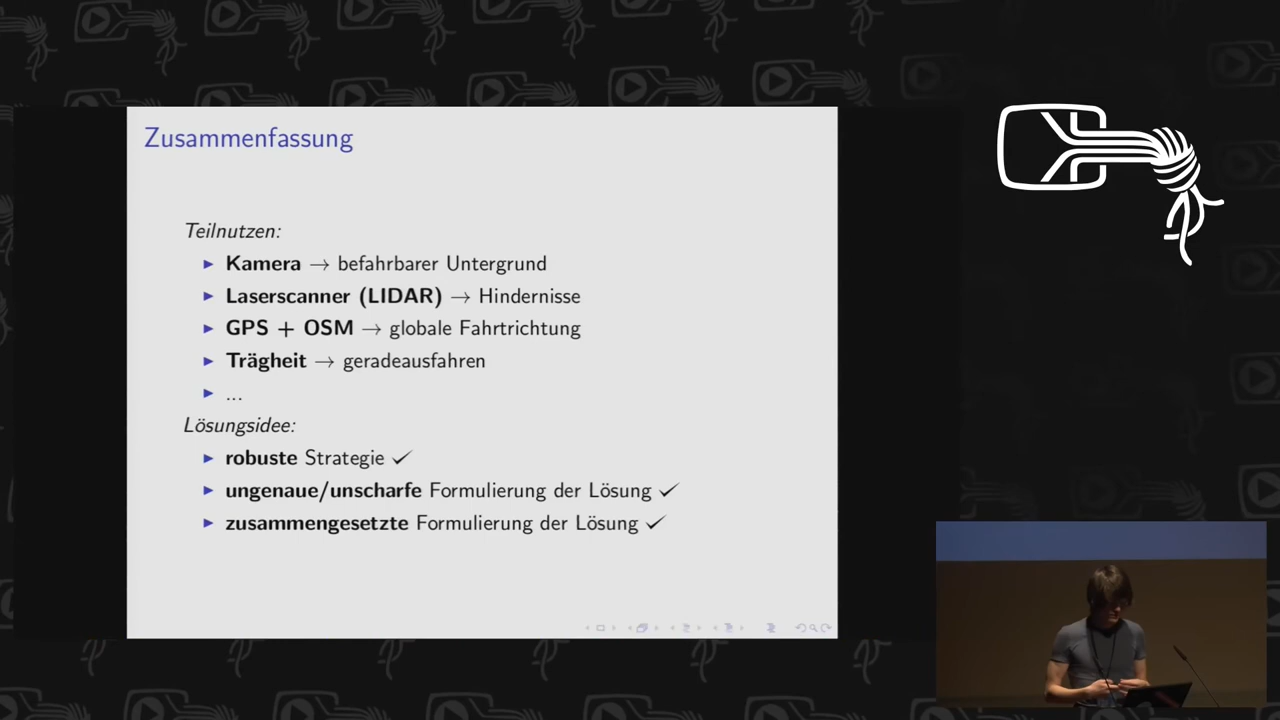 Zusammenfassung
Teilnutzen:
▶ Kamera → befahrbarer Untergrund
▶ Laserscanner (LIDAR) → Hindernisse
▶ GPS + OSM → globale Fahrtrichtung
▶ Trägheit → geradeausfahren
▶ ...
Lösungsidee:
▶ robuste Strategie ✓
▶ ungenaue/unscharfe Formulierung der Lösung ✓
▶ zusammengesetzte Formulierung der Lösung ✓